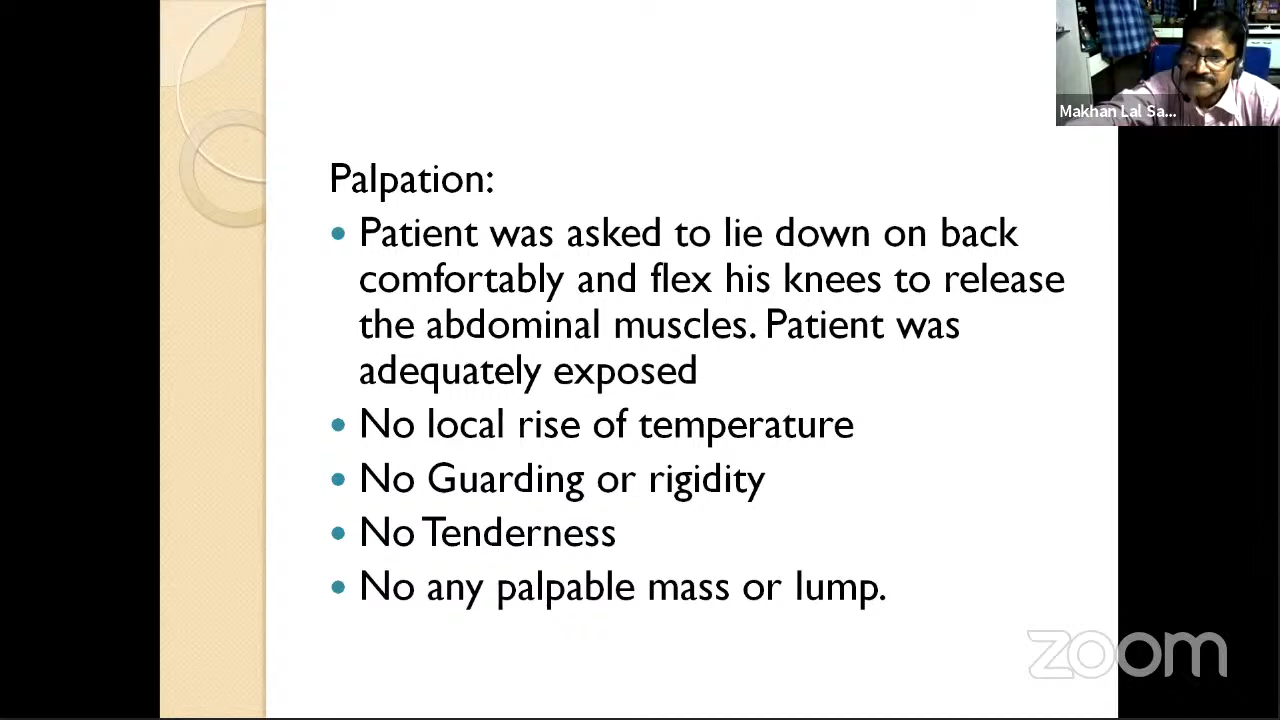 Makhan Lal Sa...
Palpation:
• Patient was asked to lie down on back
comfortably and flex his knees to release
the abdominal muscles. Patient was
adequately exposed
• No local rise of temperature
• No Guarding or rigidity
• No Tenderness
• No any palpable mass or lump.
zoom